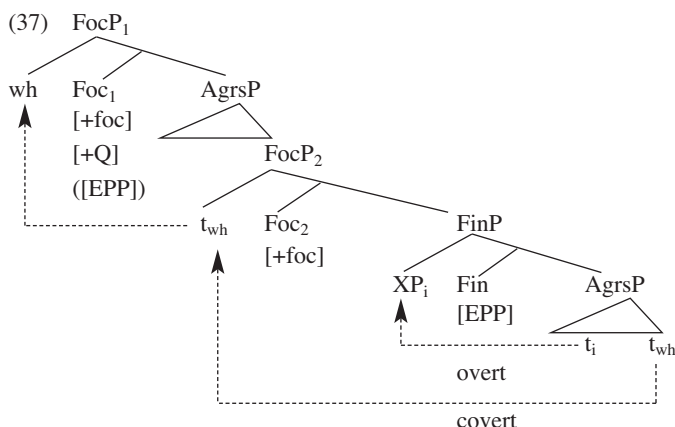 (37) FocP1
wh Foc1 AgrsP
[+foc]
[+Q]
([EPP])
FocP2
twh Foc2 FinP
[+foc]
XPi Fin AgrsP
[EPP]
ti twh
overt
covert